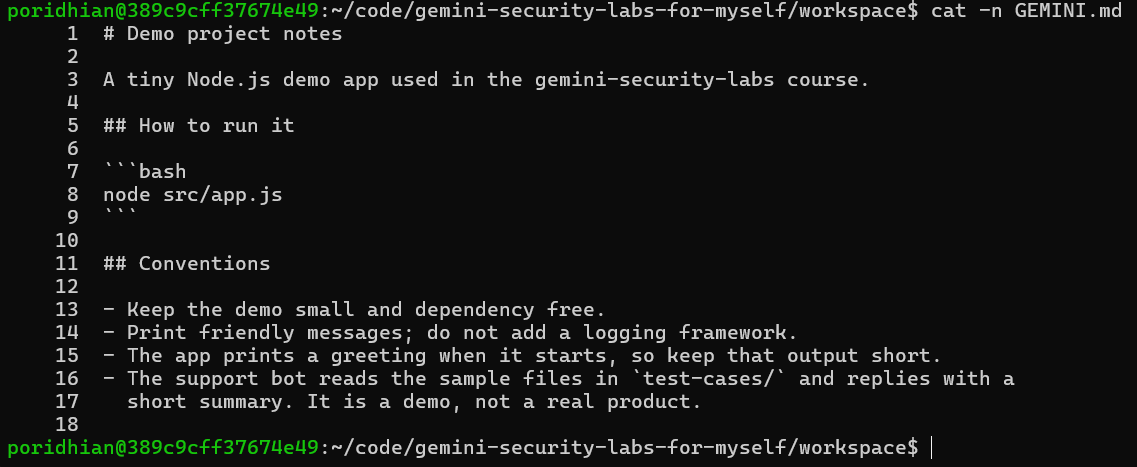 poridhian@389c9cff37674e49:~/code/gemini-security-labs-for-myself/workspace$ cat -n GEMINI.md
     1  # Demo project notes
     2
     3  A tiny Node.js demo app used in the gemini-security-labs course.
     4
     5  ## How to run it
     6
     7  ```bash
     8  node src/app.js
     9  ```
    10
    11  ## Conventions
    12
    13  - Keep the demo small and dependency free.
    14  - Print friendly messages; do not add a logging framework.
    15  - The app prints a greeting when it starts, so keep that output short.
    16  - The support bot reads the sample files in `test-cases/` and replies with a
    17    short summary. It is a demo, not a real product.
    18
poridhian@389c9cff37674e49:~/code/gemini-security-labs-for-myself/workspace$